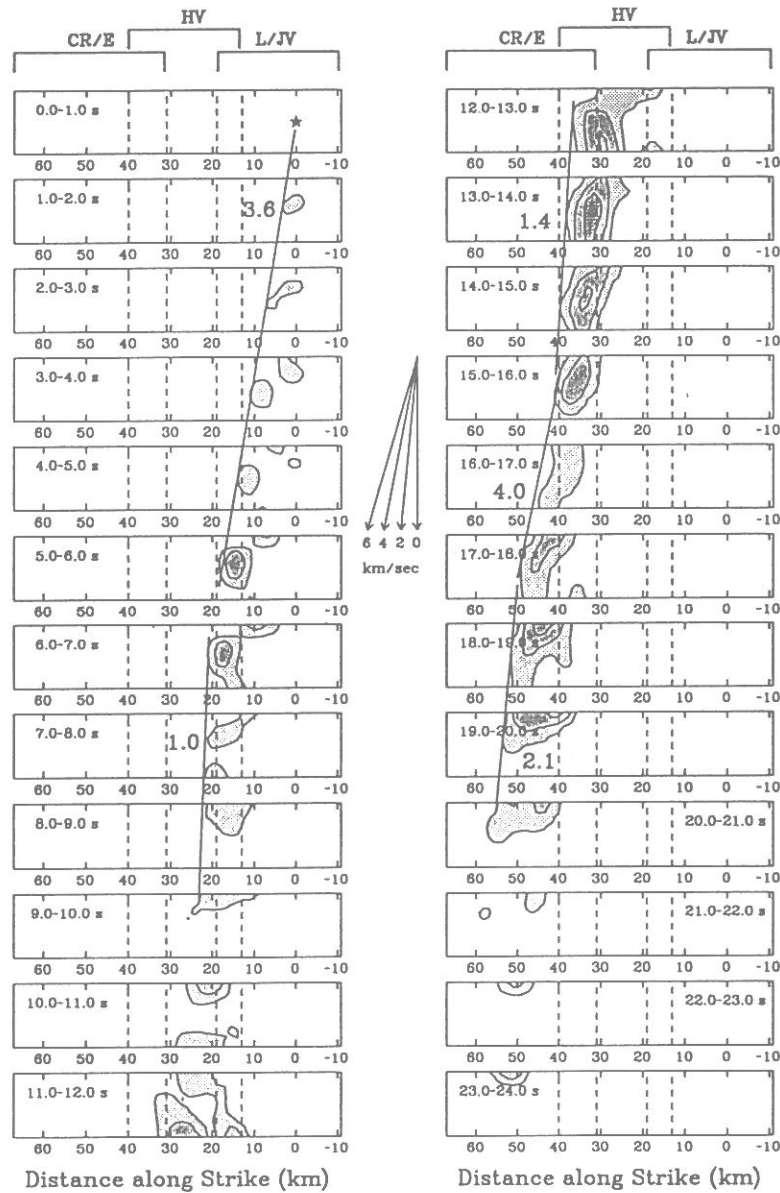 HV
CR/E L/JV
0.0-1.0 s
60 50 40 30 20 10 0 -10
1.0-2.0 s
3.6
60 50 40 30 20 10 0 -10
2.0-3.0 s
60 50 40 30 20 10 0 -10
3.0-4.0 s
60 50 40 30 20 10 0 -10
4.0-5.0 s
60 50 40 30 20 10 0 -10
5.0-6.0 s
60 50 40 30 20 10 0 -10
6.0-7.0 s
60 50 40 30 20 10 0 -10
7.0-8.0 s
1.0
60 50 40 30 20 10 0 -10
8.0-9.0 s
60 50 40 30 20 10 0 -10
9.0-10.0 s
60 50 40 30 20 10 0 -10
10.0-11.0 s
60 50 40 30 20 10 0 -10
11.0-12.0 s
60 50 40 30 20 10 0 -10
Distance along Strike (km)
6 4 2 0
km/sec
HV
CR/E L/JV
12.0-13.0 s
60 50 40 30 20 10 0 -10
13.0-14.0 s
1.4
60 50 40 30 20 10 0 -10
14.0-15.0 s
60 50 40 30 20 10 0 -10
15.0-16.0 s
60 50 40 30 20 10 0 -10
16.0-17.0 s
4.0
60 50 40 30 20 10 0 -10
17.0-18.0 s
60 50 40 30 20 10 0 -10
18.0-19.0 s
60 50 40 30 20 10 0 -10
19.0-20.0 s
2.1
60 50 40 30 20 10 0 -10
20.0-21.0 s
60 50 40 30 20 10 0 -10
21.0-22.0 s
60 50 40 30 20 10 0 -10
22.0-23.0 s
60 50 40 30 20 10 0 -10
23.0-24.0 s
60 50 40 30 20 10 0 -10
Distance along Strike (km)